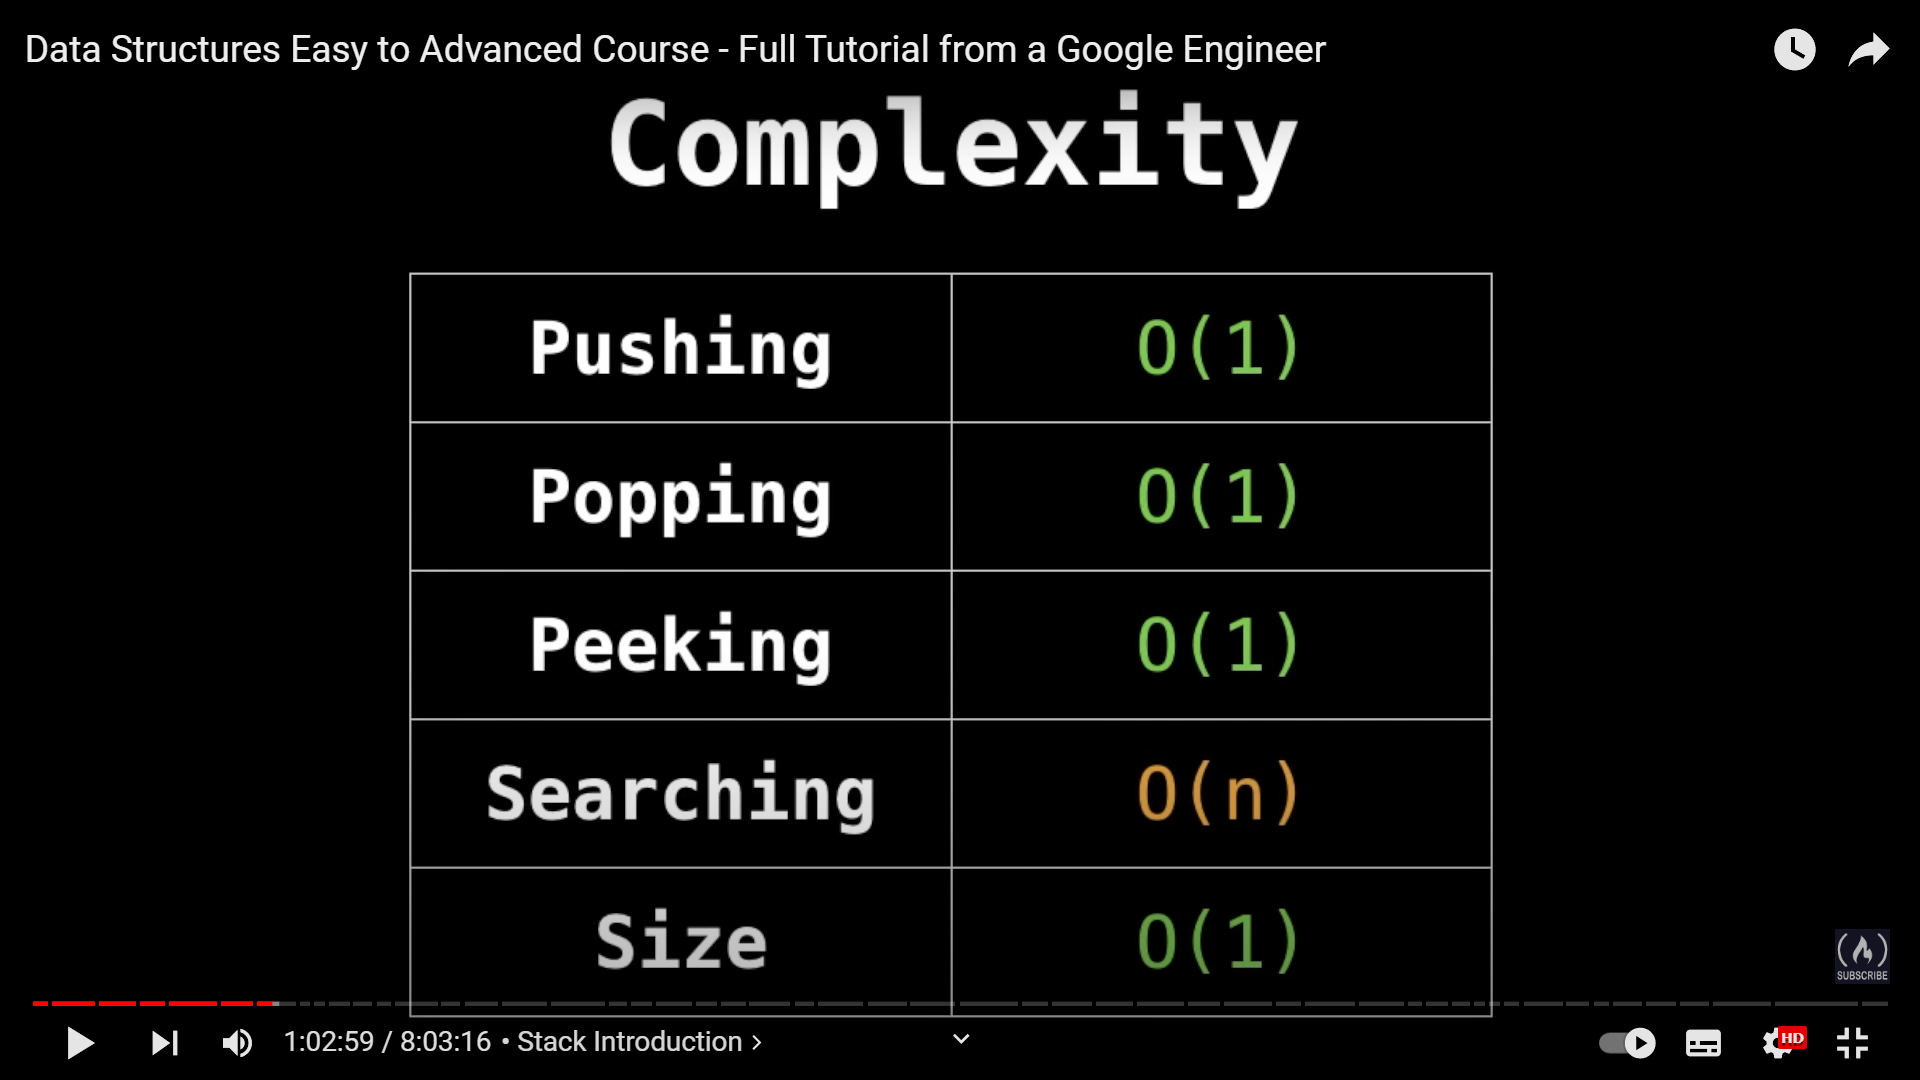 Data Structures Easy to Advanced Course - Full Tutorial from a Google Engineer
Complexity
Pushing O(1)
Popping O(1)
Peeking O(1)
Searching O(n)
Size O(1)
SUBSCRIBE
1:02:59 / 8:03:16 • Stack Introduction
HD